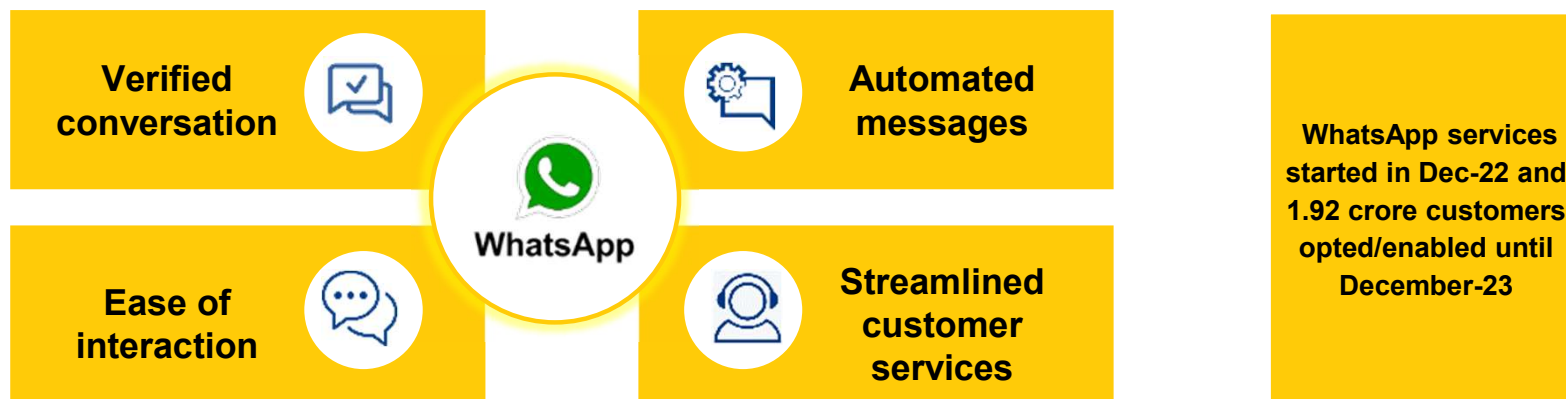 Verified
conversation
Automated
messages
WhatsApp
Ease of
interaction
Streamlined
customer
services
WhatsApp services
started in Dec-22 and
1.92 crore customers
opted/enabled until
December-23